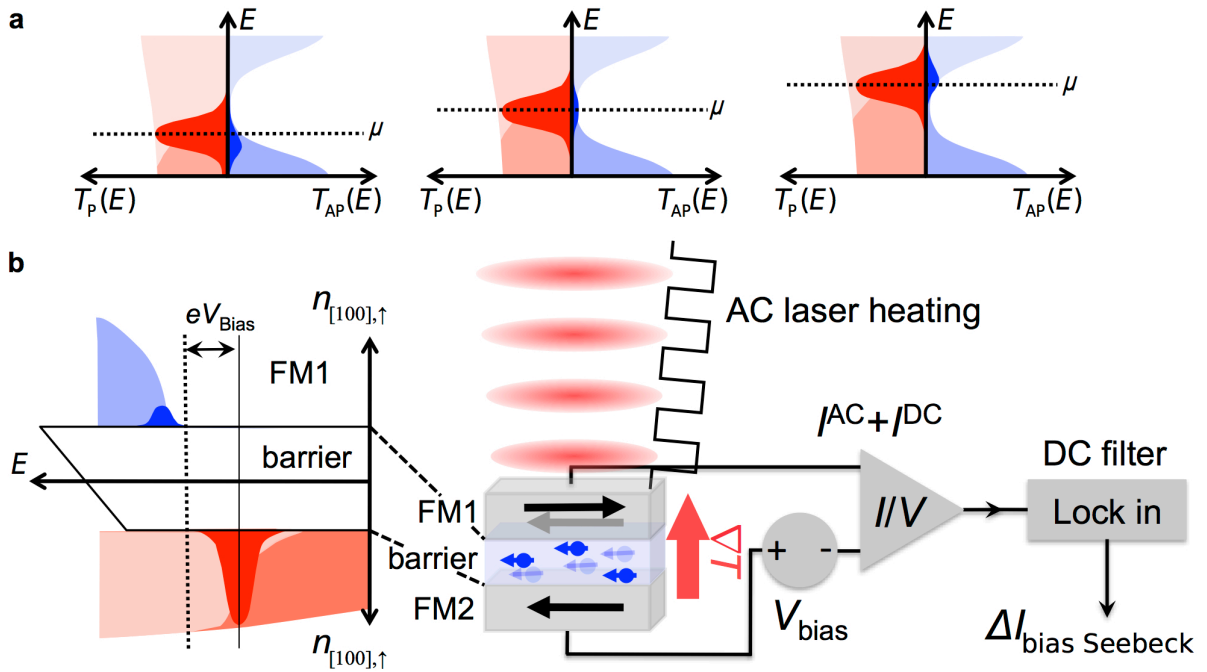 a
E
μ
T_P(E)
T_AP(E)
E
μ
T_P(E)
T_AP(E)
E
μ
T_P(E)
T_AP(E)
b
n_[100],↑
eV_Bias
FM1
barrier
E
n_[100],↑
AC laser heating
FM1
barrier
FM2
∇T
+ -
V_bias
I^AC+I^DC
I/V
DC filter
Lock in
ΔI_bias Seebeck